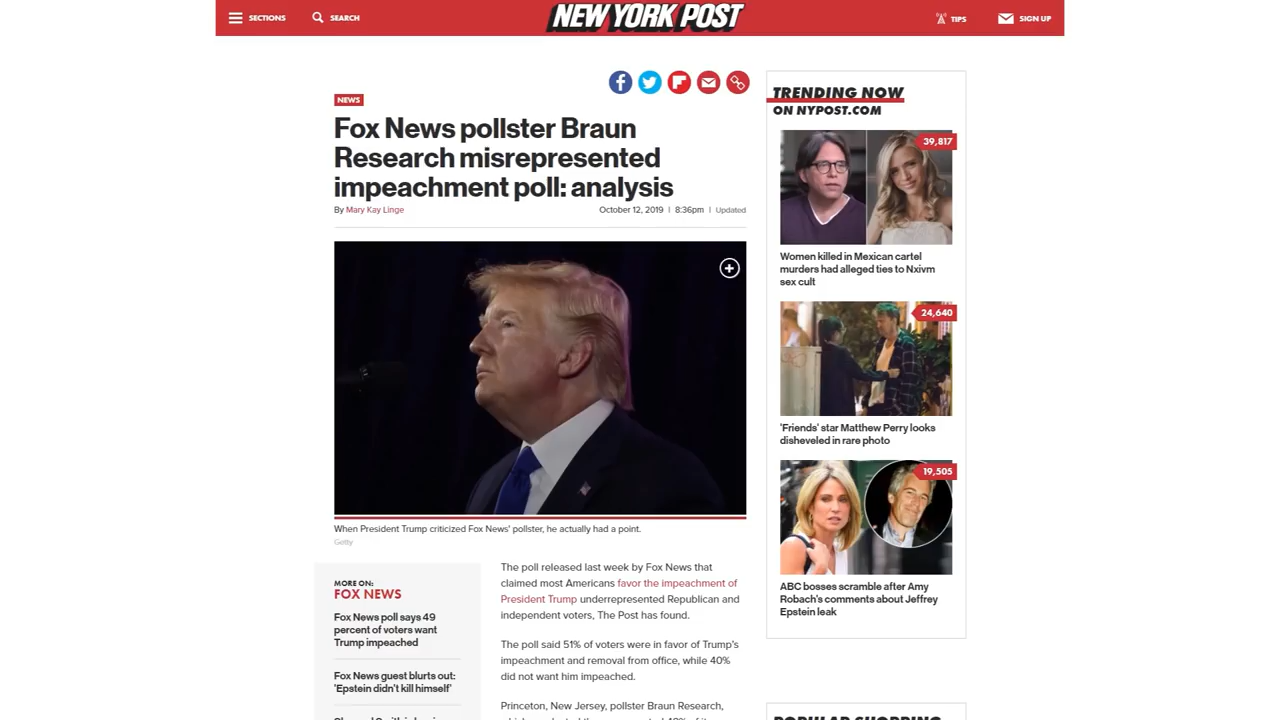 SECTIONS
SEARCH
NEW YORK POST
TIPS
SIGN UP
NEWS
Fox News pollster Braun
Research misrepresented
impeachment poll: analysis
By Mary Kay Linge
October 12, 2019 | 8:36pm | Updated
When President Trump criticized Fox News' pollster, he actually had a point.
Getty
MORE ON:
FOX NEWS
Fox News poll says 49
percent of voters want
Trump impeached
Fox News guest blurts out:
'Epstein didn't kill himself'
The poll released last week by Fox News that
claimed most Americans favor the impeachment of
President Trump underrepresented Republican and
independent voters, The Post has found.
The poll said 51% of voters were in favor of Trump's
impeachment and removal from office, while 40%
did not want him impeached.
Princeton, New Jersey, pollster Braun Research,
TRENDING NOW
ON NYPOST.COM
39,817
Women killed in Mexican cartel
murders had alleged ties to Nxivm
sex cult
24,640
'Friends' star Matthew Perry looks
disheveled in rare photo
19,505
ABC bosses scramble after Amy
Robach's comments about Jeffrey
Epstein leak
POPULAR SHOPPING